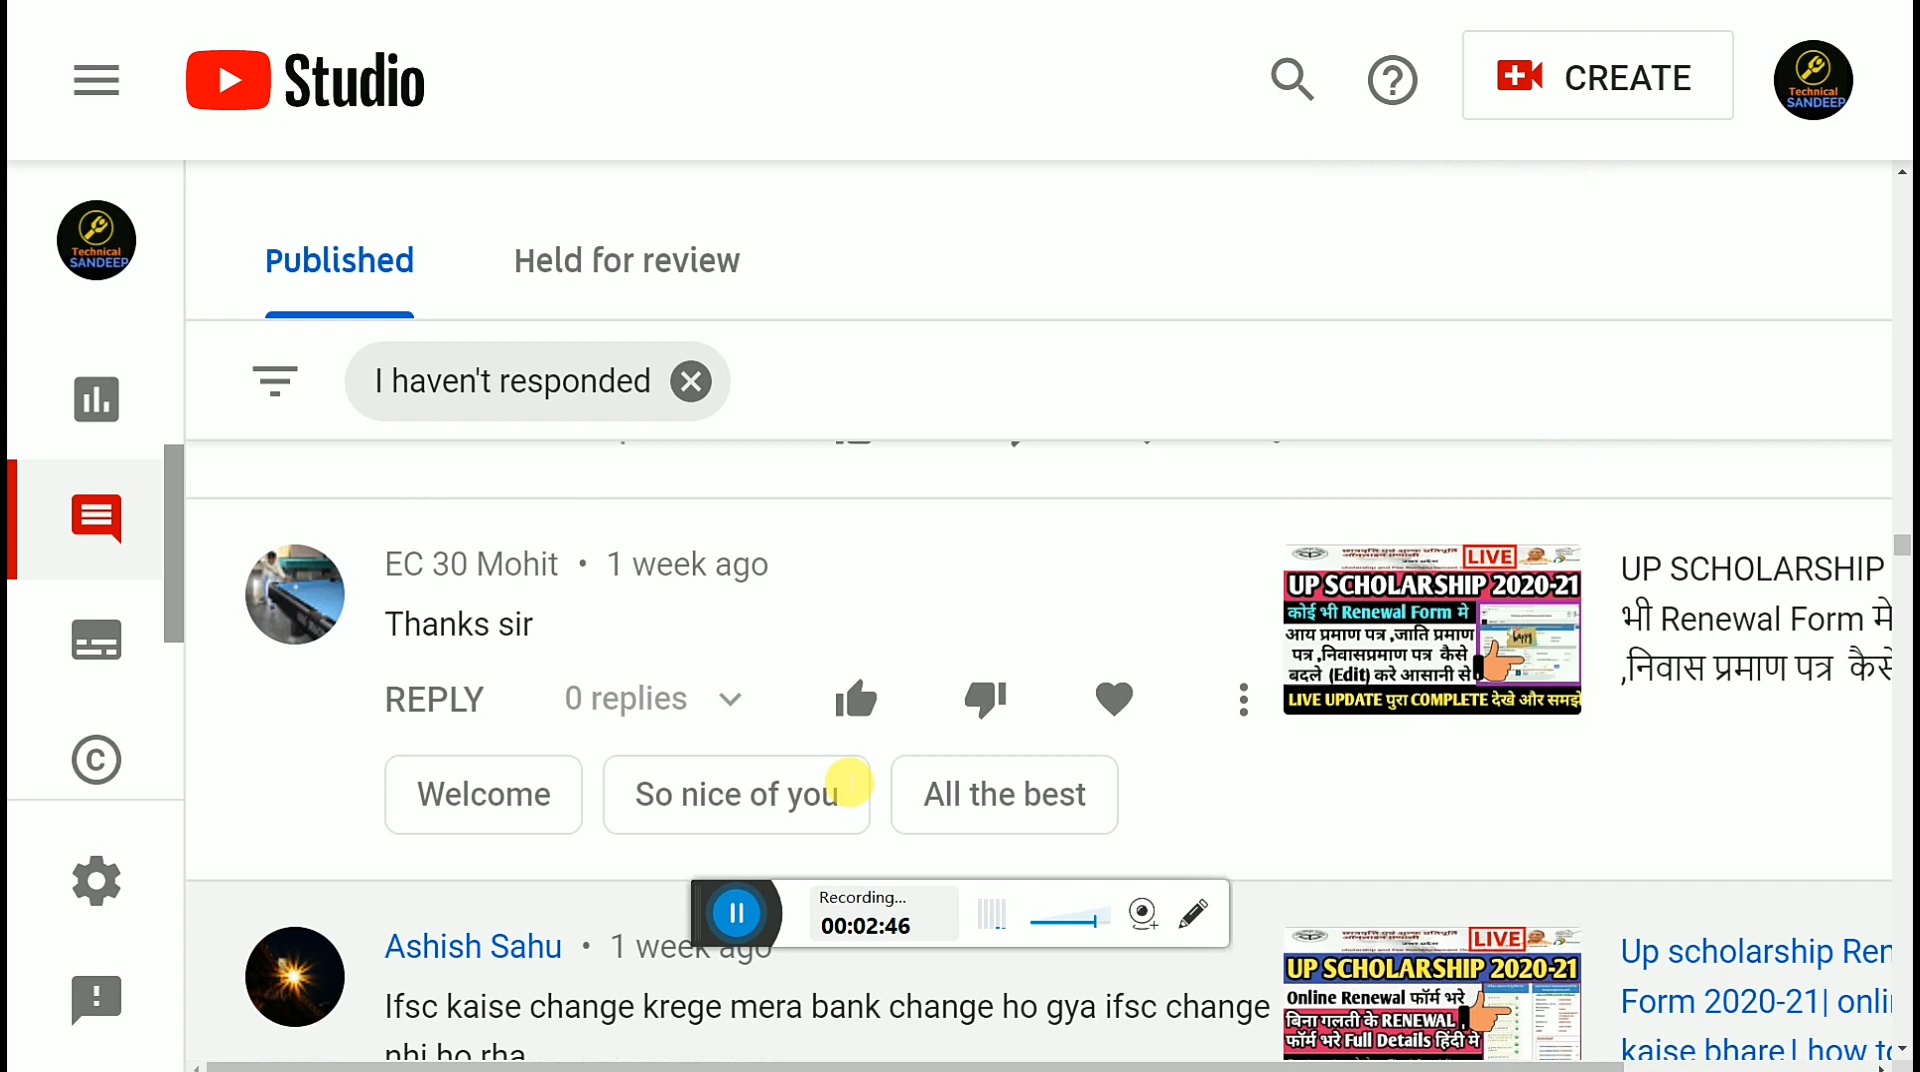 Studio
CREATE
Technical
SANDEEP
Technical
SANDEEP
Published
Held for review
I haven't responded
EC 30 Mohit • 1 week ago
Thanks sir
REPLY
0 replies
Welcome
So nice of you
All the best
LIVE
UP SCHOLARSHIP 2020-21
कोई भी Renewal Form मे
आय प्रमाण पत्र ,जाति प्रमाण
पत्र ,निवासप्रमाण पत्र कैसे
बदले (Edit) करे आसानी से
LIVE UPDATE पुरा COMPLETE देखे और समझे
UP SCHOLARSHIP
भी Renewal Form मे
,निवास प्रमाण पत्र कैसे
Recording...
00:02:46
Ashish Sahu • 1 week ago
Ifsc kaise change krege mera bank change ho gya ifsc change
nhi ho rha
LIVE
UP SCHOLARSHIP 2020-21
Online Renewal फॉर्म भरे
बिना गलती के RENEWAL
फॉर्म भरे Full Details हिंदी मे
Up scholarship Ren
Form 2020-21| onli
kaise bhare | how to